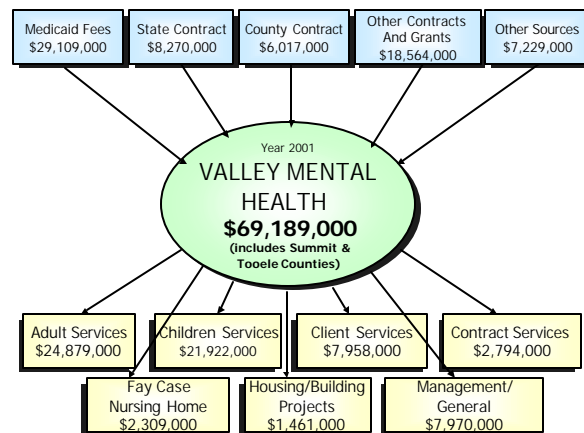 Medicaid Fees
$29,109,000
State Contract
$8,270,000
County Contract
$6,017,000
Other Contracts
And Grants
$18,564,000
Other Sources
$7,229,000
Year 2001
VALLEY MENTAL
HEALTH
$69,189,000
(includes Summit &
Tooele Counties)
Adult Services
$24,879,000
Children Services
$21,922,000
Client Services
$7,958,000
Contract Services
$2,794,000
Fay Case
Nursing Home
$2,309,000
Housing/Building
Projects
$1,461,000
Management/
General
$7,970,000